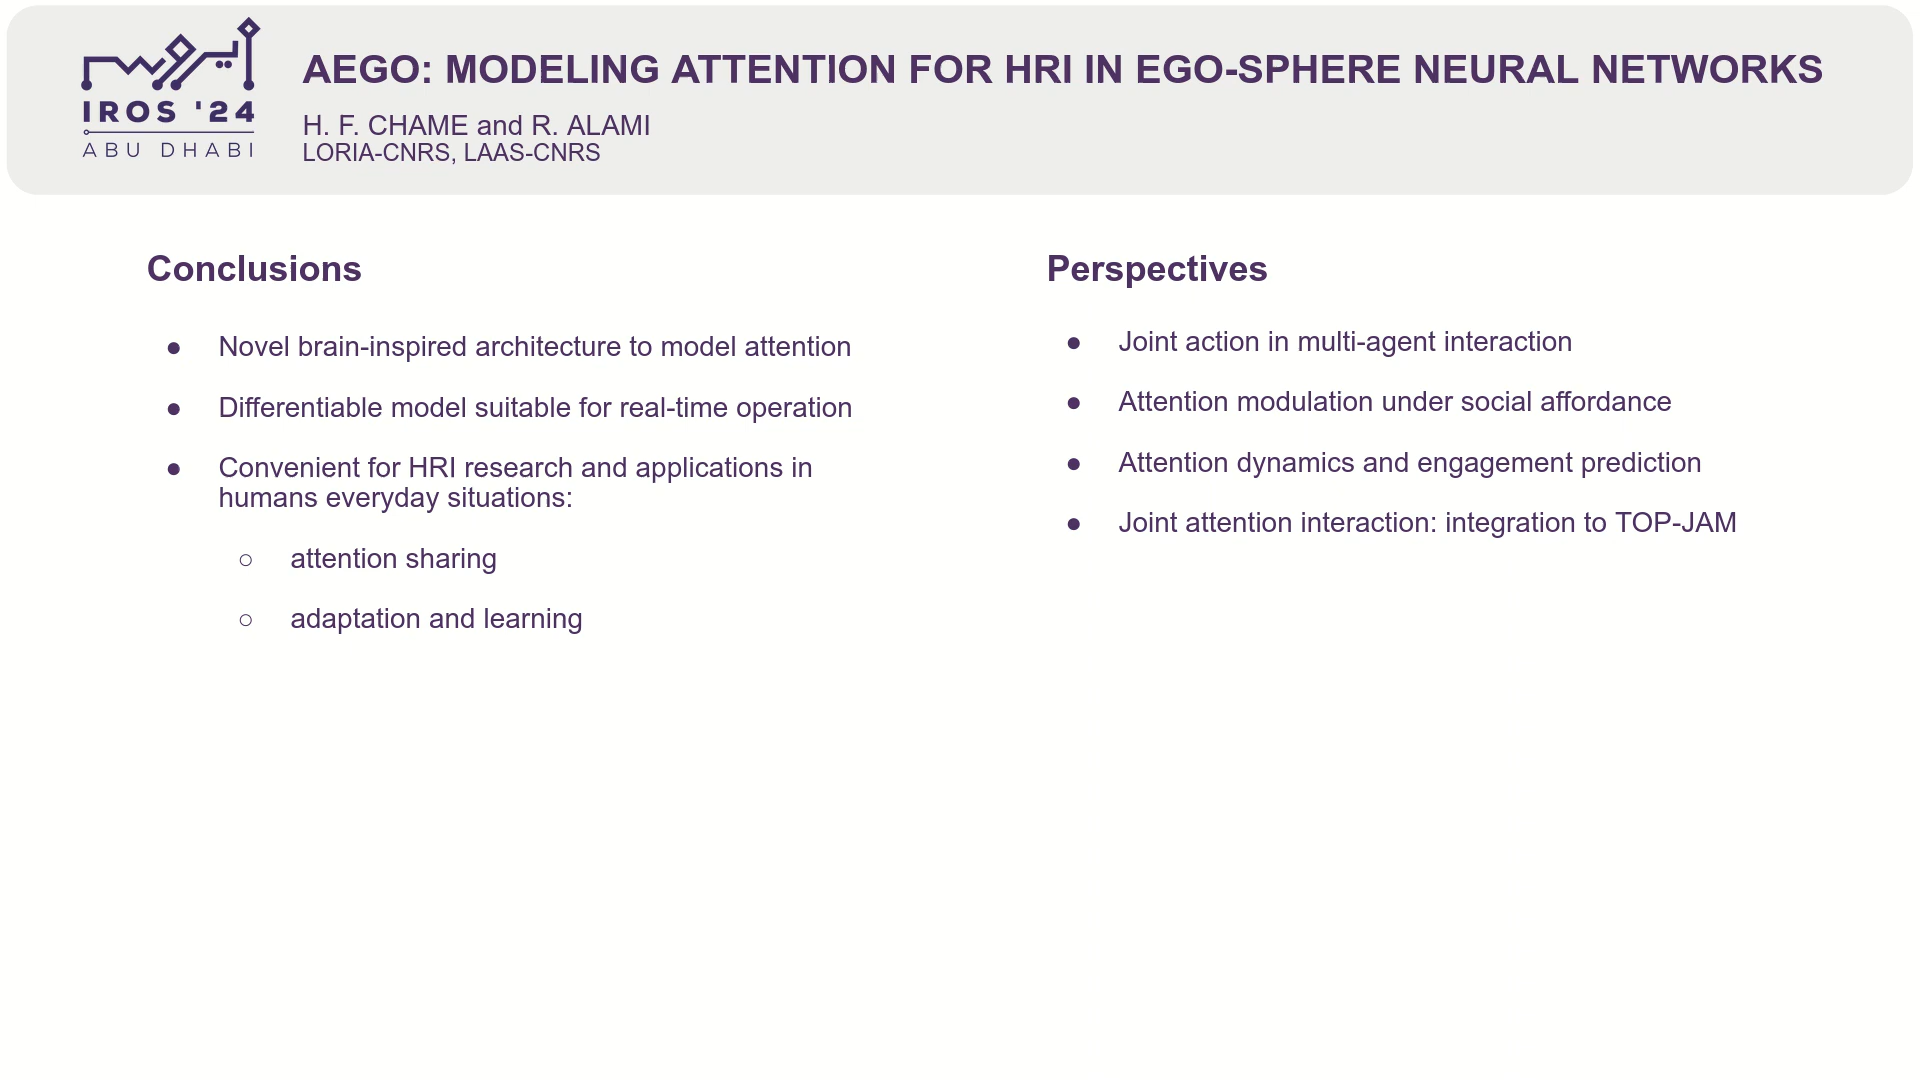 IROS '24
ABU DHABI
AEGO: MODELING ATTENTION FOR HRI IN EGO-SPHERE NEURAL NETWORKS
H. F. CHAME and R. ALAMI
LORIA-CNRS, LAAS-CNRS
Conclusions
● Novel brain-inspired architecture to model attention
● Differentiable model suitable for real-time operation
● Convenient for HRI research and applications in
humans everyday situations:
○ attention sharing
○ adaptation and learning
Perspectives
● Joint action in multi-agent interaction
● Attention modulation under social affordance
● Attention dynamics and engagement prediction
● Joint attention interaction: integration to TOP-JAM